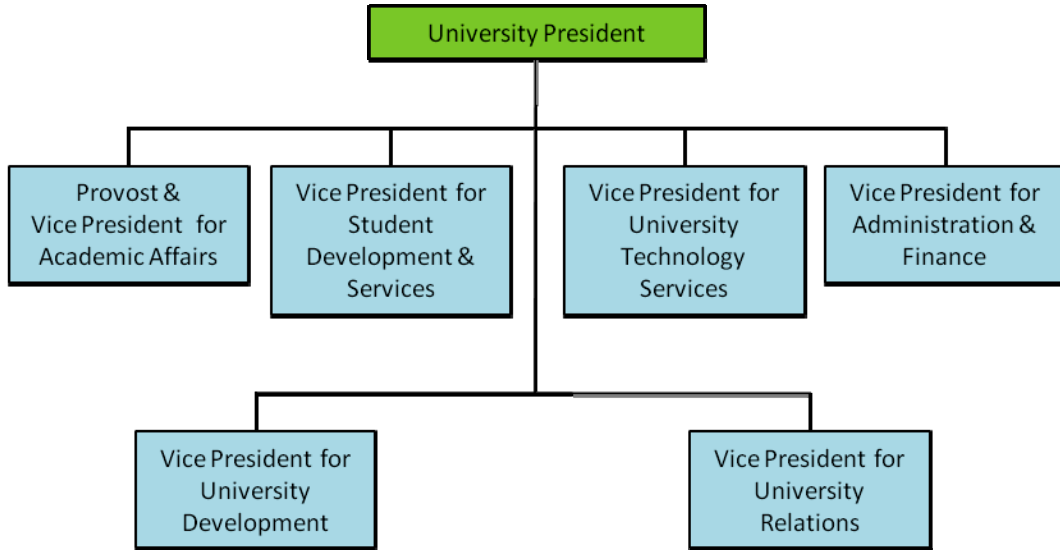 University President
Provost &
Vice President for
Academic Affairs
Vice President for
Student
Development &
Services
Vice President for
University
Technology
Services
Vice President for
Administration &
Finance
Vice President for
University
Development
Vice President for
University
Relations